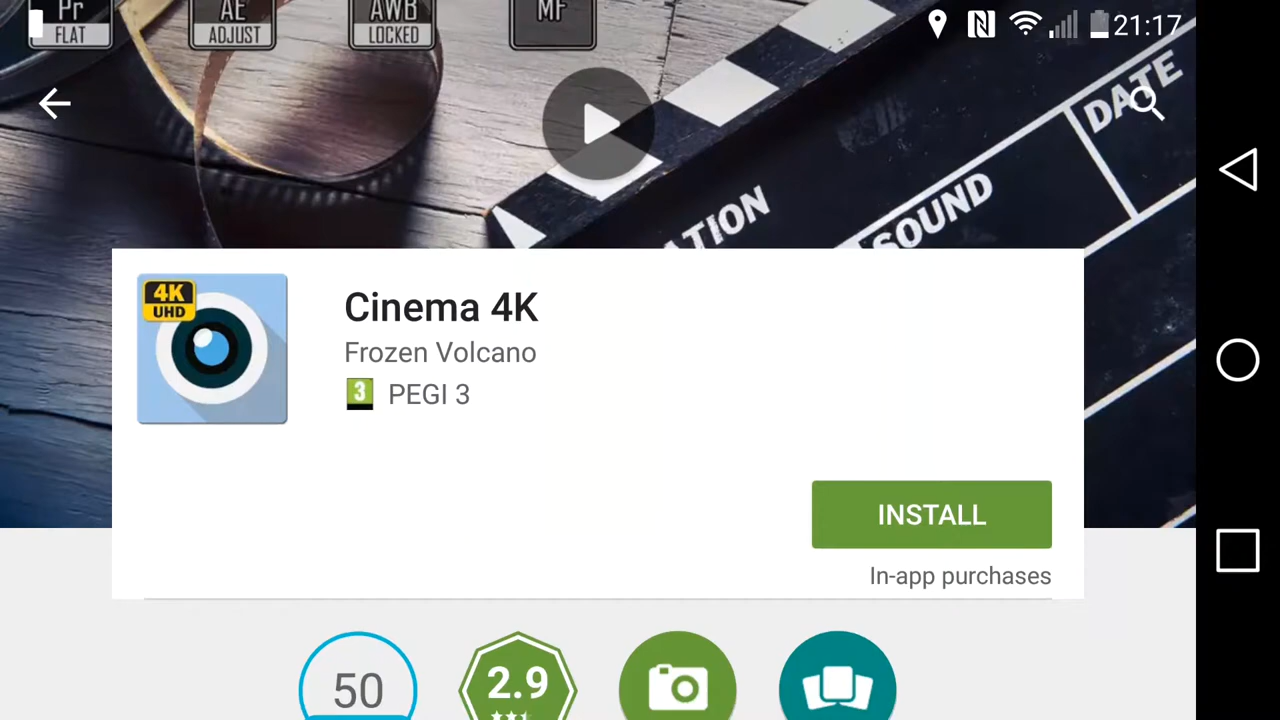 Pr
FLAT
AE
ADJUST
AWB
LOCKED
MF
21:17
DATE
SOUND
ATION
4K
UHD
Cinema 4K
Frozen Volcano
3 PEGI 3
INSTALL
In-app purchases
50
2.9